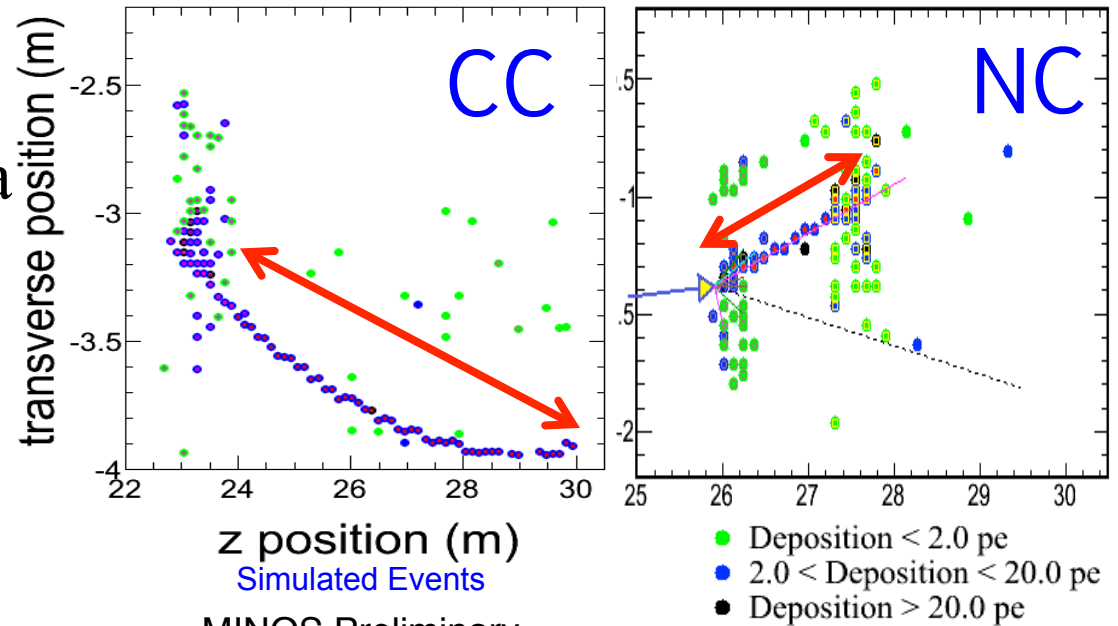 CC
NC
transverse position (m)
-2.5
-3
-3.5
-4
22 24 26 28 30
z position (m)
Simulated Events
.5
-1
.5
-2
25 26 27 28 29 30
Deposition < 2.0 pe
2.0 < Deposition < 20.0 pe
Deposition > 20.0 pe
MINOS Preliminary
a